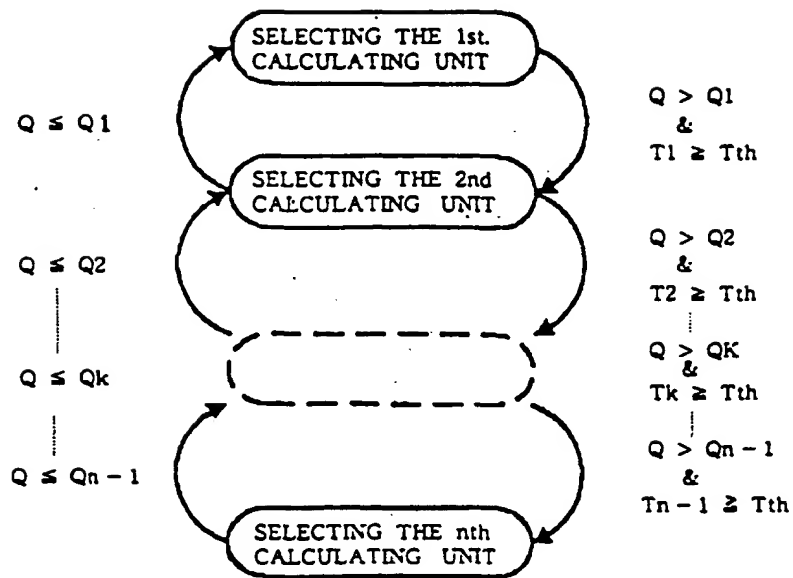 SELECTING THE 1st.
CALCULATING UNIT
Q ≤ Q1
Q > Q1
&
T1 ≥ Tth
SELECTING THE 2nd
CALCULATING UNIT
Q ≤ Q2
Q > Q2
&
T2 ≥ Tth
Q ≤ Qk
Q > QK
&
Tk ≥ Tth
Q ≤ Qn-1
Q > Qn-1
&
Tn-1 ≥ Tth
SELECTING THE nth
CALCULATING UNIT